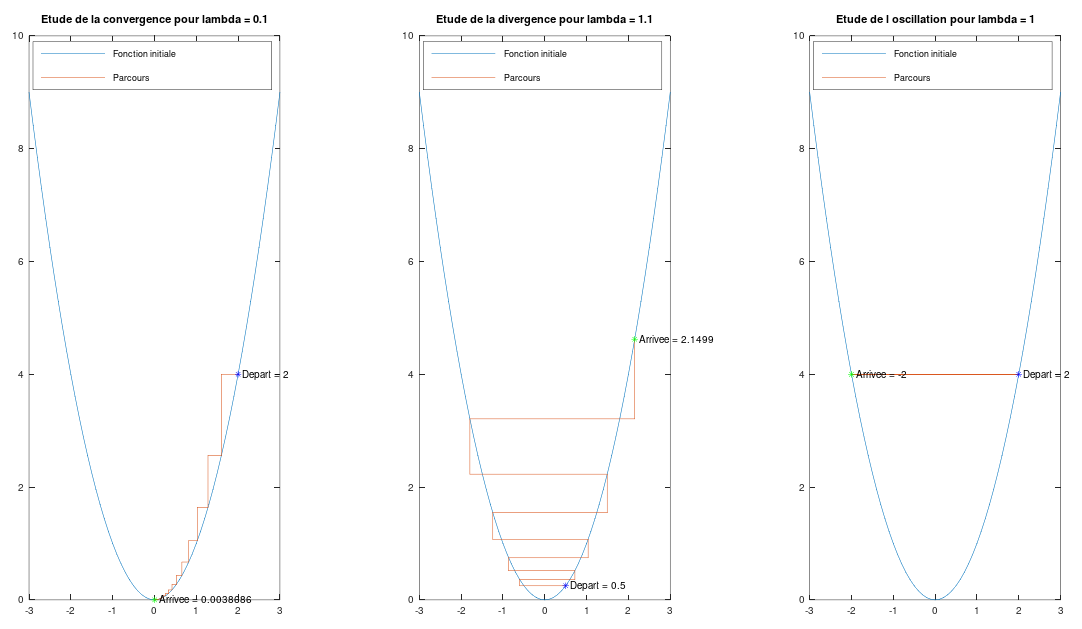 Etude de la convergence pour lambda = 0.1
10
Fonction initiale
Parcours
8
6
4
2
0
Depart = 2
Arrivee = 0.0038686
-3 -2 -1 0 1 2 3
Etude de la divergence pour lambda = 1.1
10
Fonction initiale
Parcours
8
6
4
2
0
Arrivee = 2.1499
Depart = 0.5
-3 -2 -1 0 1 2 3
Etude de l oscillation pour lambda = 1
10
Fonction initiale
Parcours
8
6
4
2
0
Arrivee = -2
Depart = 2
-3 -2 -1 0 1 2 3